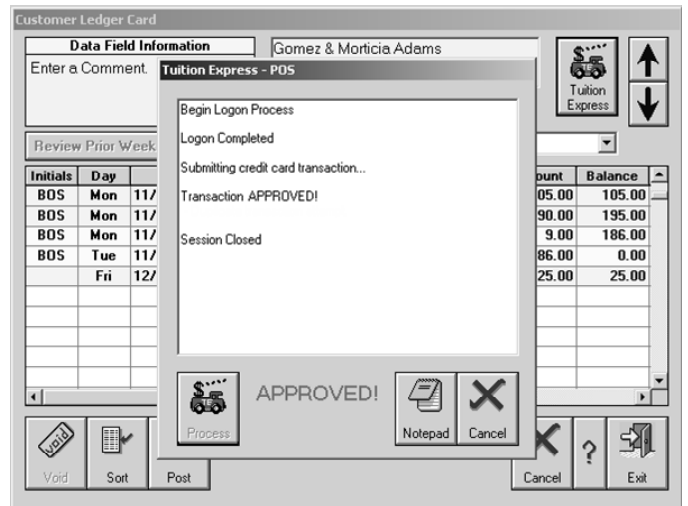 Customer Ledger Card
Data Field Information
Gomez & Morticia Adams
Enter a Comment.
Tuition Express - POS
Tuition
Express
Begin Logon Process
Logon Completed
Submitting credit card transaction...
Transaction APPROVED!
Session Closed
Review Prior Week
Initials Day ount Balance
BOS Mon 11/ 05.00 105.00
BOS Mon 11/ 90.00 195.00
BOS Mon 11/ 9.00 186.00
BOS Tue 11/ 86.00 0.00
Fri 12/ 25.00 25.00
APPROVED!
Process Notepad Cancel
void
Void Sort Post Cancel ? Exit